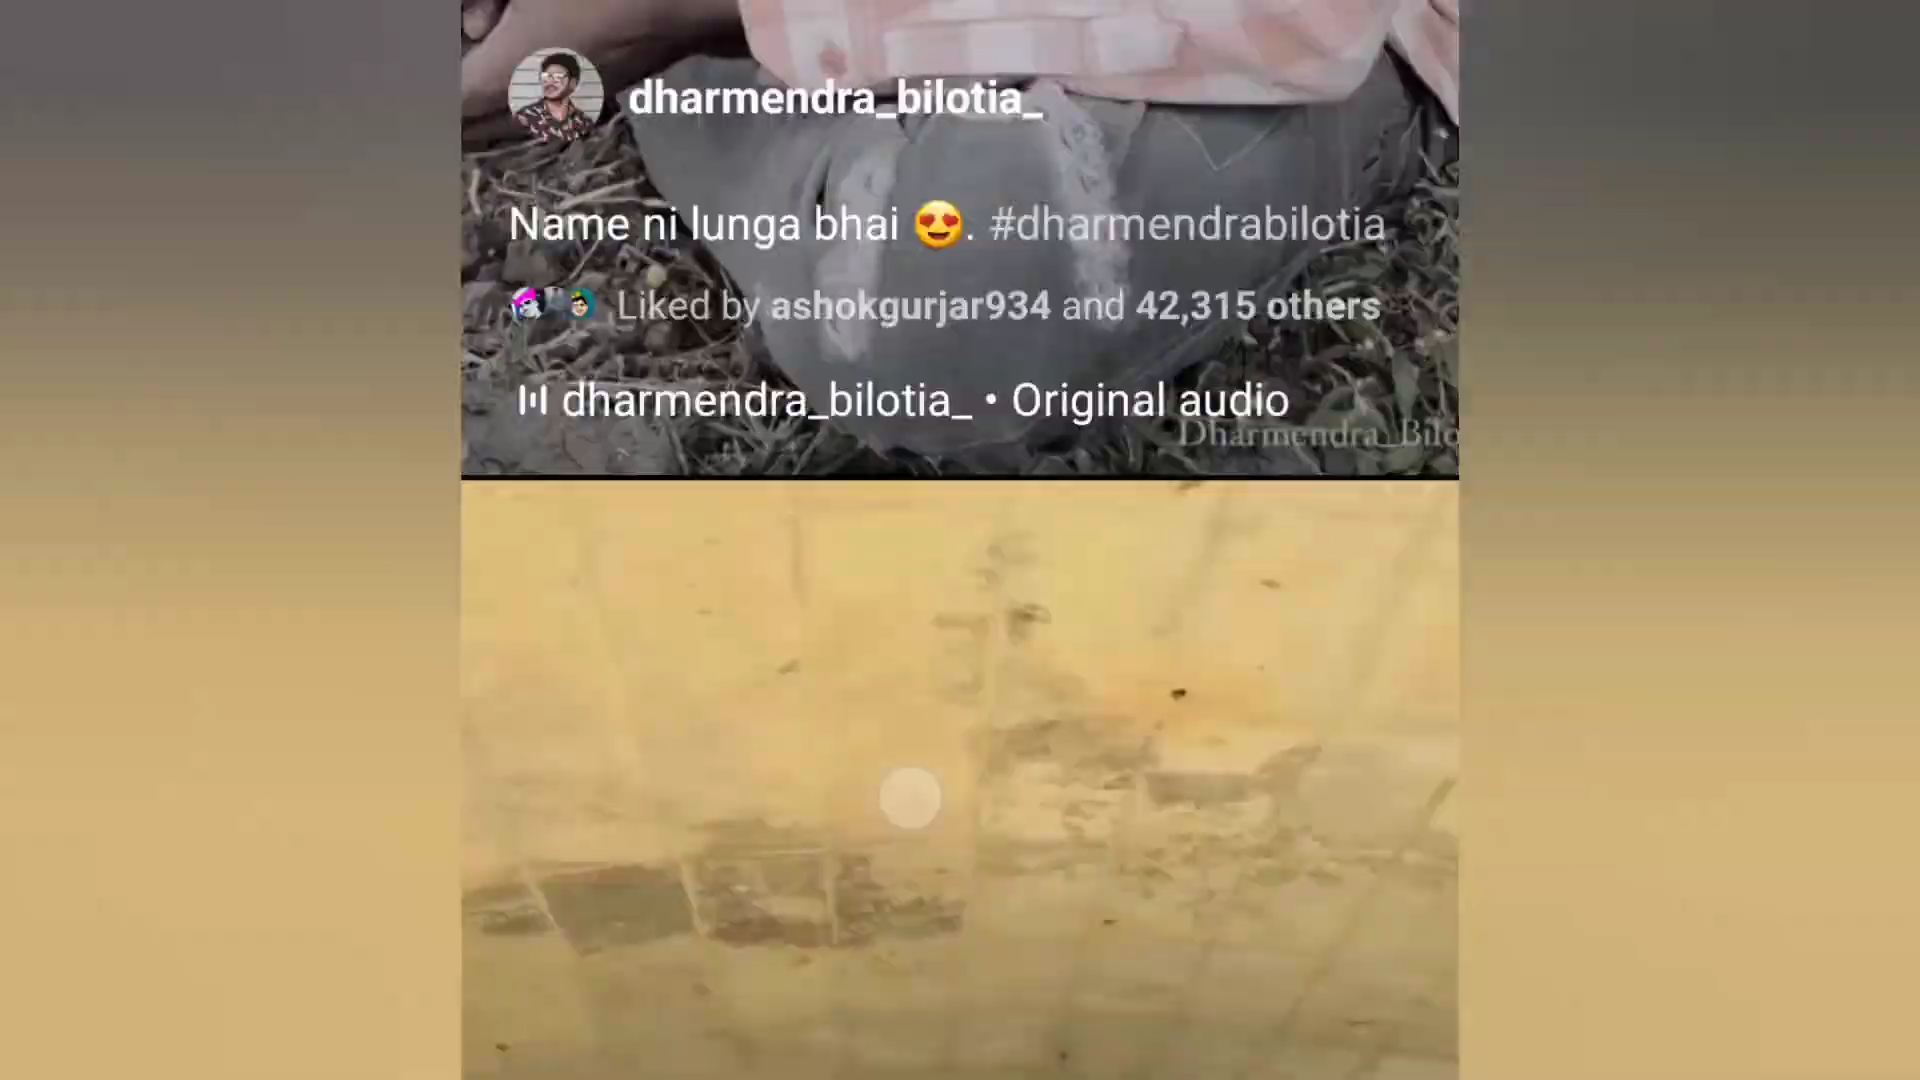 dharmendra_bilotia_
Name ni lunga bhai 😍. #dharmendrabilotia
Liked by ashokgurjar934 and 42,315 others
dharmendra_bilotia_ • Original audio
Dharmendra_Bilo